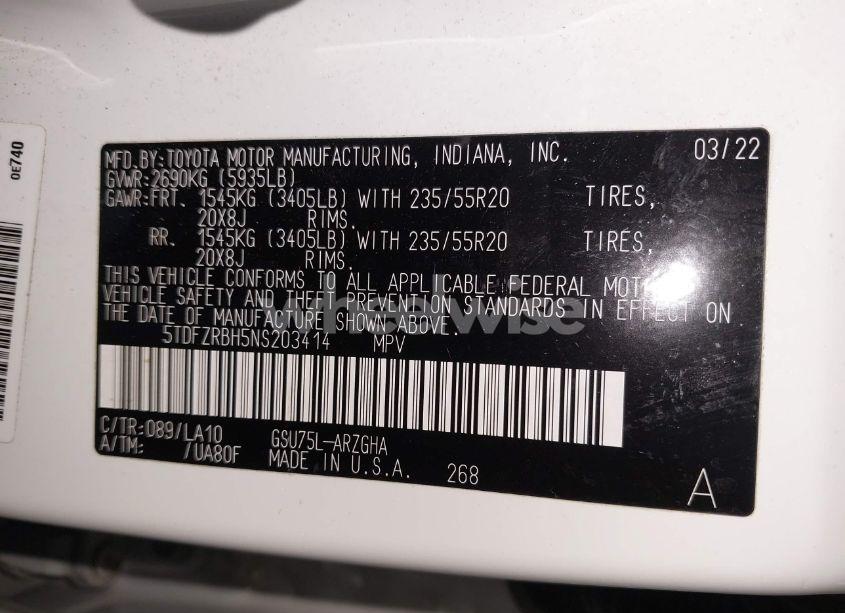 0E740
MFD.BY:TOYOTA MOTOR MANUFACTURING, INDIANA, INC. 03/22
GVWR:2690KG (5935LB)
GAWR:FRT. 1545KG (3405LB) WITH 235/55R20 TIRES,
20X8J RIMS.
RR. 1545KG (3405LB) WITH 235/55R20 TIRES,
20X8J RIMS.
THIS VEHICLE CONFORMS TO ALL APPLICABLE FEDERAL MOTOR
VEHICLE SAFETY AND THEFT PREVENTION STANDARDS IN EFFECT ON
THE DATE OF MANUFACTURE SHOWN ABOVE.
wheelwise
5TDFZRBH5NS203414 MPV
C/TR:089/LA10 GSU75L-ARZGHA
A/TM: /UA80F MADE IN U.S.A. 268
A